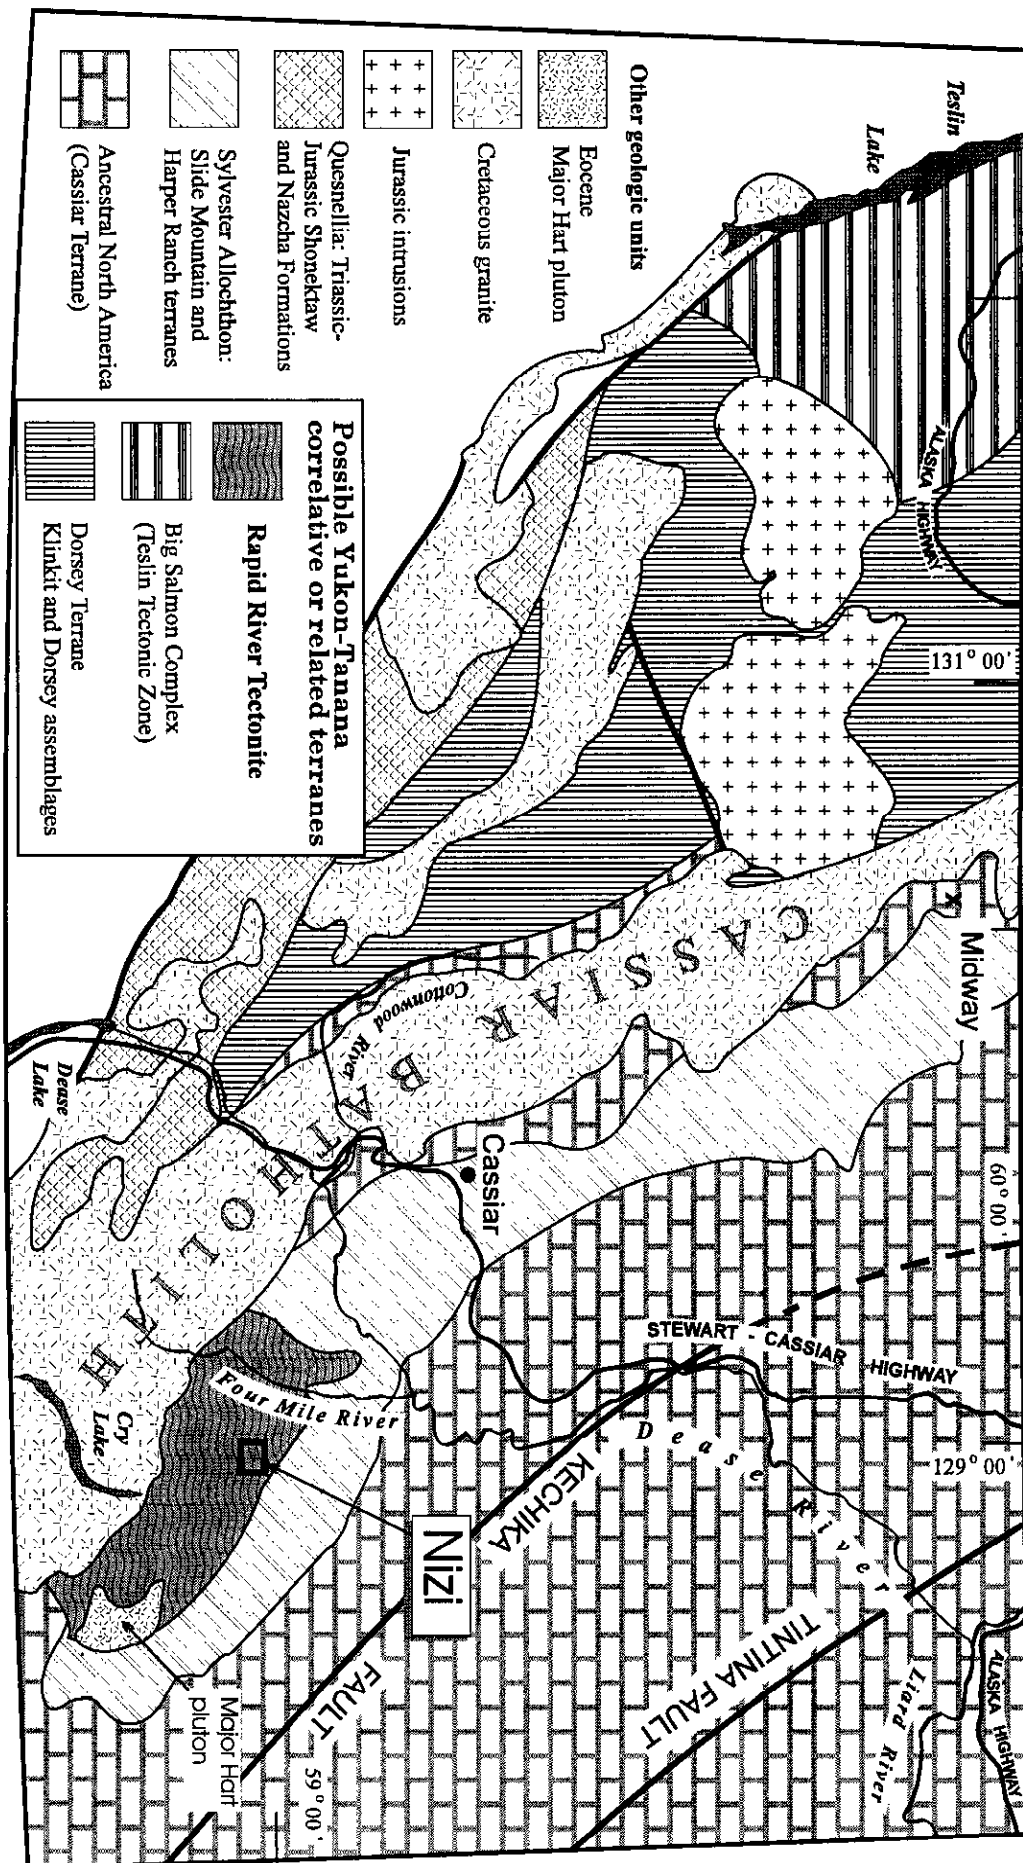 Teslin
Lake
ALASKA
HIGHWAY
131° 00'
Midway
x
60° 00'
STEWART - CASSIAR HIGHWAY
129° 00'
ALASKA HIGHWAY
Liard River
Dease River
TINTINA FAULT
KECHIKA
FAULT
Cassiar
CASSIAR
BATHOLITH
Cottonwood River
Four Mile River
Nizi
Cry
Lake
Dease
Lake
Major Hart
pluton
59° 00'
Other geologic units
Eocene
Major Hart pluton
Cretaceous granite
Jurassic intrusions
Quesnellia: Triassic-
Jurassic Shonektaw
and Nazcha Formations
Sylvester Allochthon:
Slide Mountain and
Harper Ranch terranes
Ancestral North America
(Cassiar Terrane)
Possible Yukon-Tanana
correlative or related terranes
Rapid River Tectonite
Big Salmon Complex
(Teslin Tectonic Zone)
Dorsey Terrane
Klinkit and Dorsey assemblages